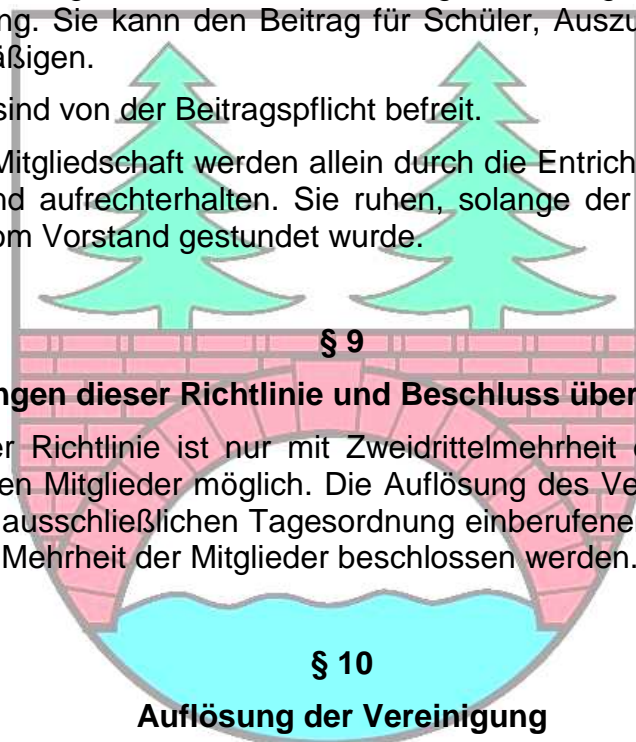 ng. Sie kann den Beitrag für Schüler, Auszu
äßigen.
sind von der Beitragspflicht befreit.
Mitgliedschaft werden allein durch die Entrich
nd aufrechterhalten. Sie ruhen, solange der
om Vorstand gestundet wurde.
§ 9
ngen dieser Richtlinie und Beschluss über
er Richtlinie ist nur mit Zweidrittelmehrheit
en Mitglieder möglich. Die Auflösung des Ve
ausschließlichen Tagesordnung einberufene
Mehrheit der Mitglieder beschlossen werden.
§ 10
Auflösung der Vereinigung